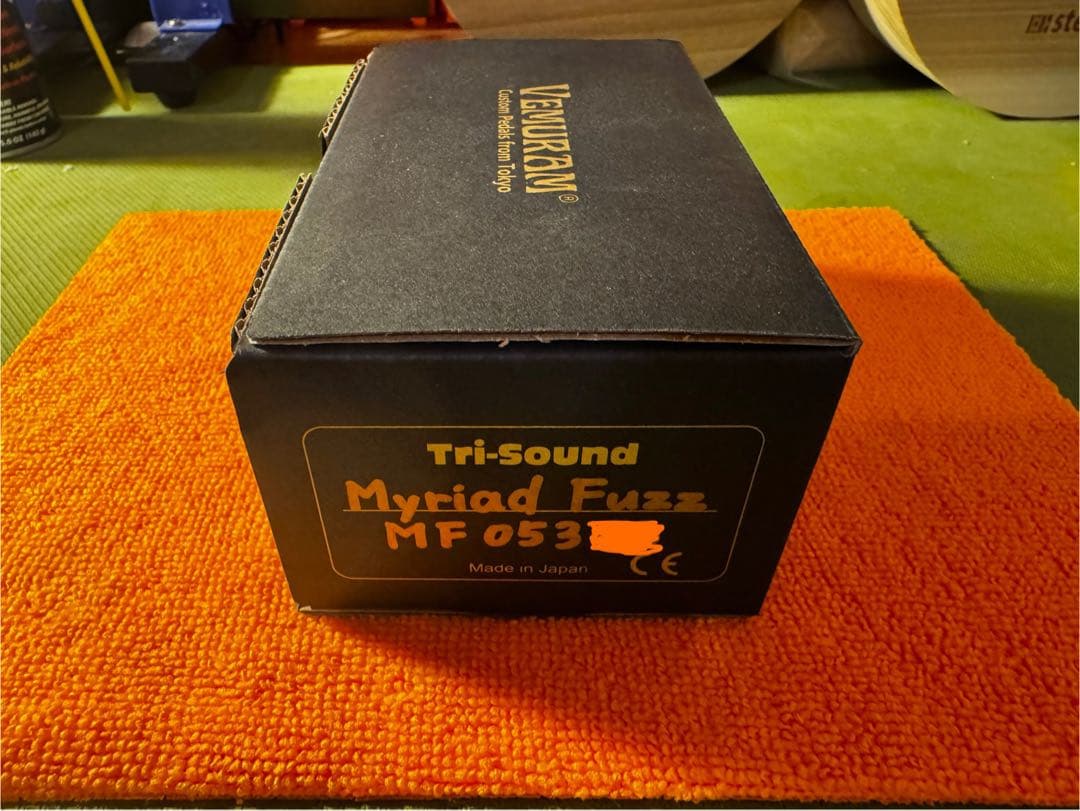 VEMURAM®
Custom Pedals from Tokyo
Tri-Sound
Myriad Fuzz
MF 053
Made in Japan
CE